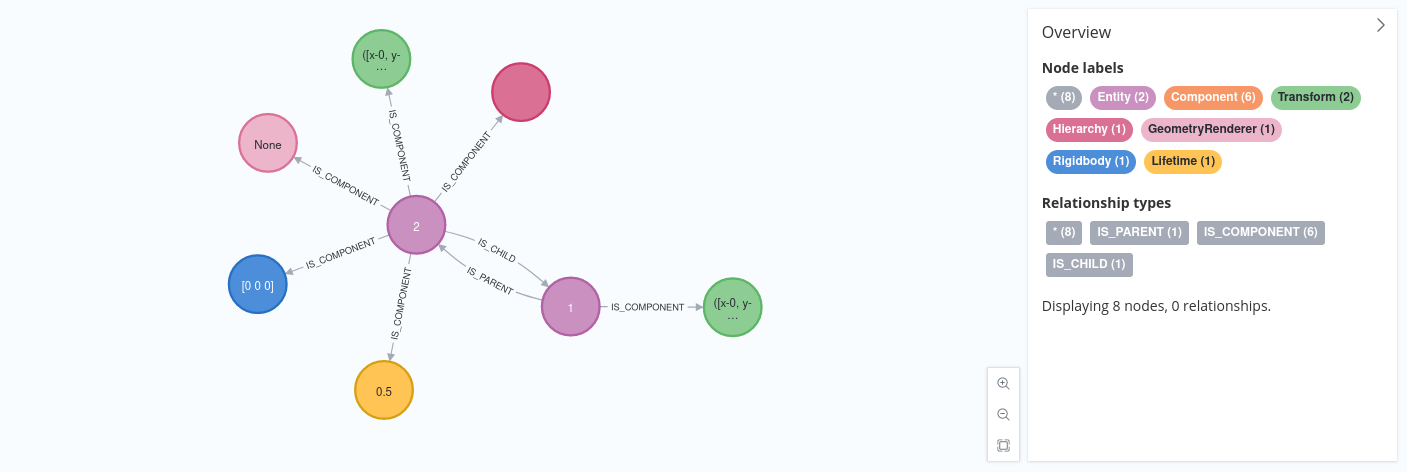 ([x-0, y-
...
IS_COMPONENT
IS_COMPONENT
None
IS_COMPONENT
2
IS_CHILD
IS_COMPONENT
IS_PARENT
[0 0 0]
IS_COMPONENT
1
IS_COMPONENT
([x-0, y-
...
0.5
Overview
Node labels
* (8) Entity (2) Component (6) Transform (2)
Hierarchy (1) GeometryRenderer (1)
Rigidbody (1) Lifetime (1)
Relationship types
* (8) IS_PARENT (1) IS_COMPONENT (6)
IS_CHILD (1)
Displaying 8 nodes, 0 relationships.